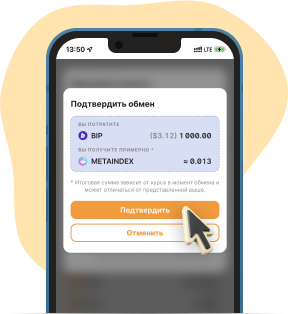 13:50 LTE
Подтвердить обмен
ВЫ ПОТРАТИТЕ
BIP ($3.12) 1 000.00
ВЫ ПОЛУЧИТЕ ПРИМЕРНО *
METAINDEX ≈ 0.013
* Итоговая сумма зависит от курса в момент обмена и
может отличаться от представленной выше.
Подтвердить
Отменить